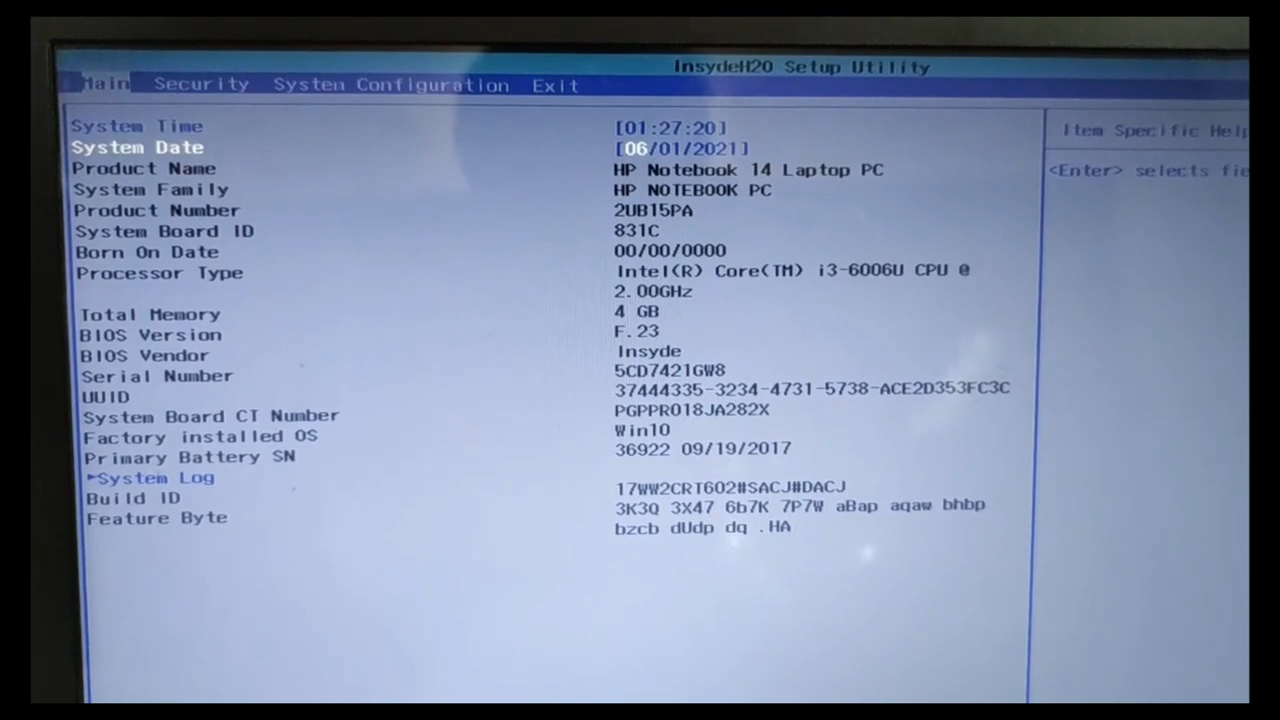 InsydeH20 Setup Utility
Main Security System Configuration Exit
System Time [01:27:20]
System Date [06/01/2021]
Product Name HP Notebook 14 Laptop PC
System Family HP NOTEBOOK PC
Product Number 2UB15PA
System Board ID 831C
Born On Date 00/00/0000
Processor Type Intel(R) Core(TM) i3-6006U CPU @
2.00GHz
Total Memory 4 GB
BIOS Version F.23
BIOS Vendor Insyde
Serial Number 5CD7421GW8
UUID 37444335-3234-4731-5738-ACE2D353FC3C
System Board CT Number PGPPR018JA282X
Factory installed OS Win10
Primary Battery SN 36922 09/19/2017
►System Log
Build ID 17WW2CRT602#SACJ#DACJ
Feature Byte 3K3Q 3X47 6b7K 7P7W aBap aqaw bhbp
bzcb dUdp dq .HA
Item Specific Help
<Enter> selects